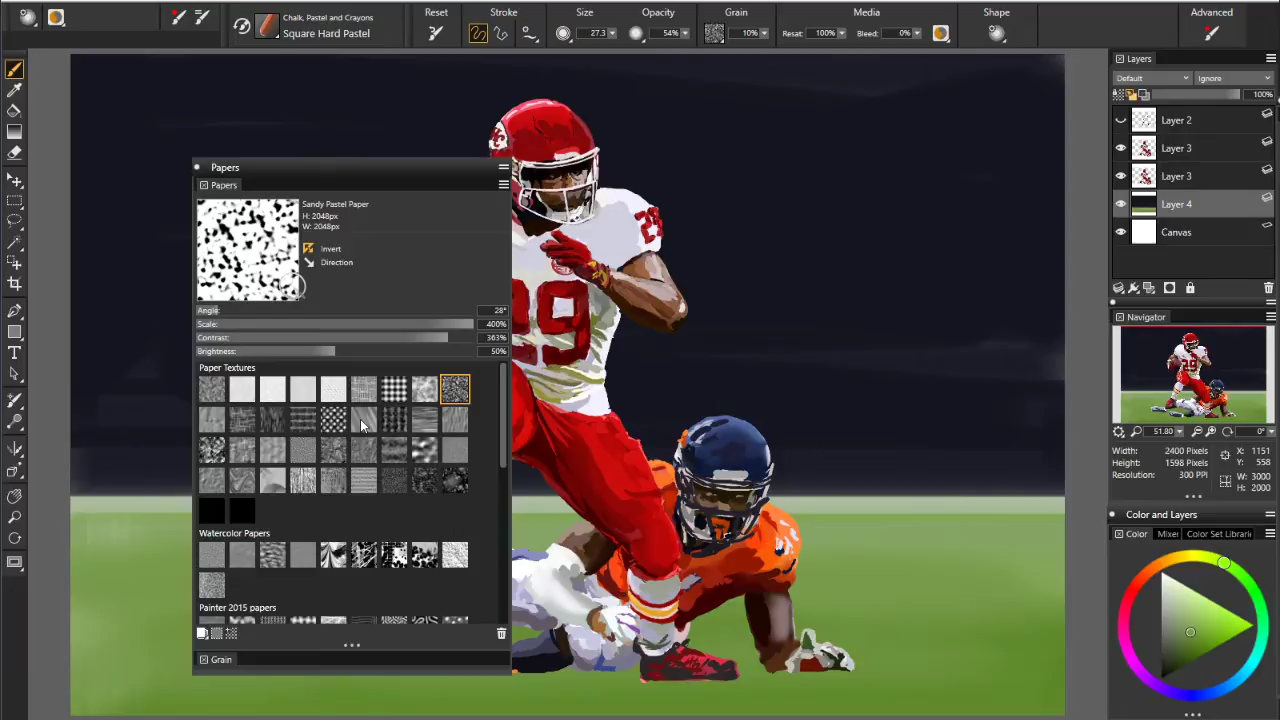 Chalk, Pastel and Crayons
Square Hard Pastel
Reset
Stroke
Size
27.3
Opacity
54%
Grain
10%
Media
Resat: 100%
Bleed: 0%
Shape
Advanced
Papers
Papers
Sandy Pastel Paper
H: 2048px
W: 2048px
Invert
Direction
Angle: 28°
Scale: 400%
Contrast: 363%
Brightness: 50%
Paper Textures
Watercolor Papers
Painter 2015 papers
Grain
KC
29
29
Layers
Default
Ignore
100%
Layer 2
Layer 3
Layer 3
Layer 4
Canvas
Navigator
51.80
0°
Width: 2400 Pixels
Height: 1598 Pixels
Resolution: 300 PPI
X: 1151
Y: 558
W: 3000
H: 2000
Color and Layers
Color
Mixer
Color Set Librarie